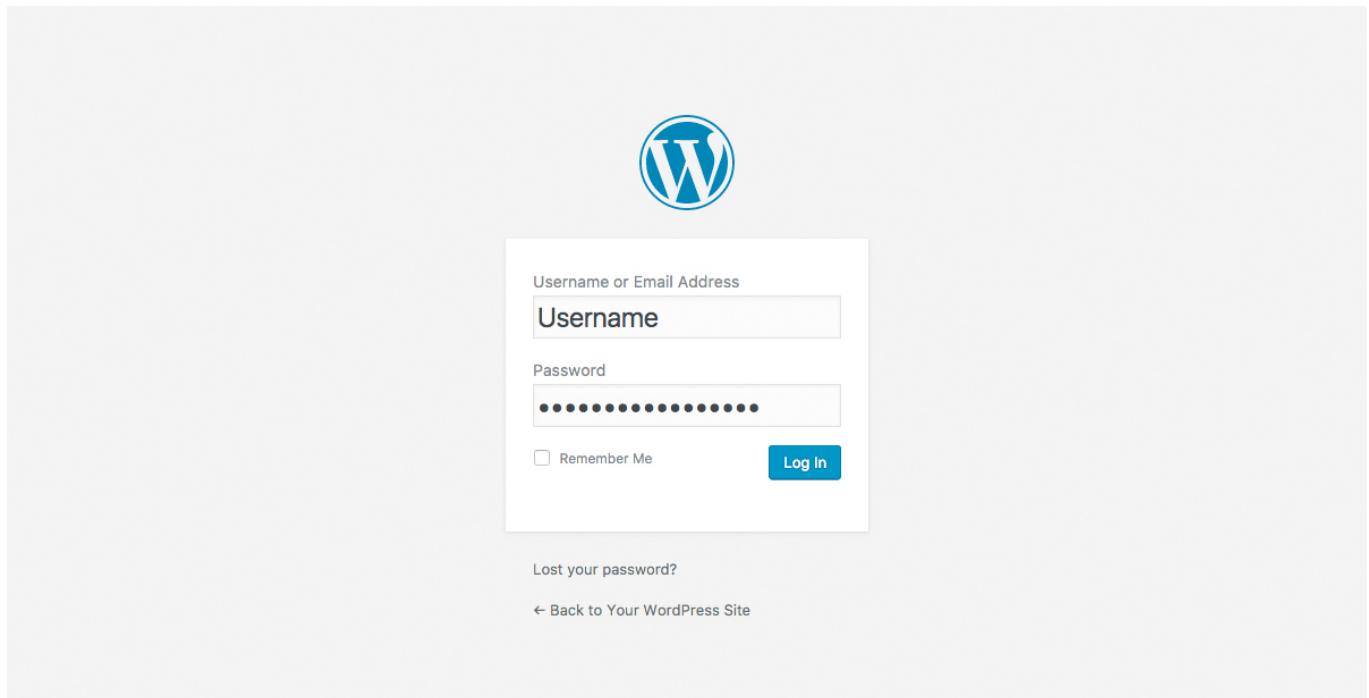 Username or Email Address
Username
Password
●●●●●●●●●●●●●●●●●
Remember Me
Log In
Lost your password?
← Back to Your WordPress Site